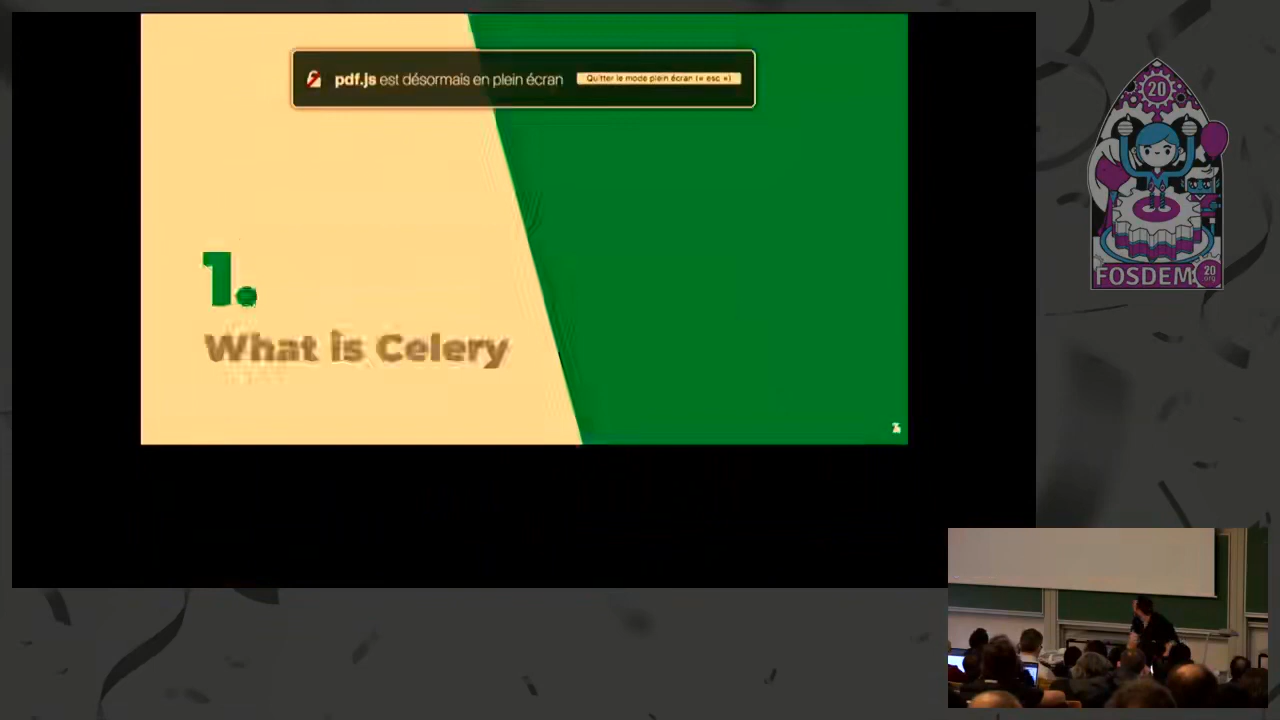 pdf.js est désormais en plein écran
Quitter le mode plein écran (« esc »)
1.
What is Celery
20
FOSDEM
20
org